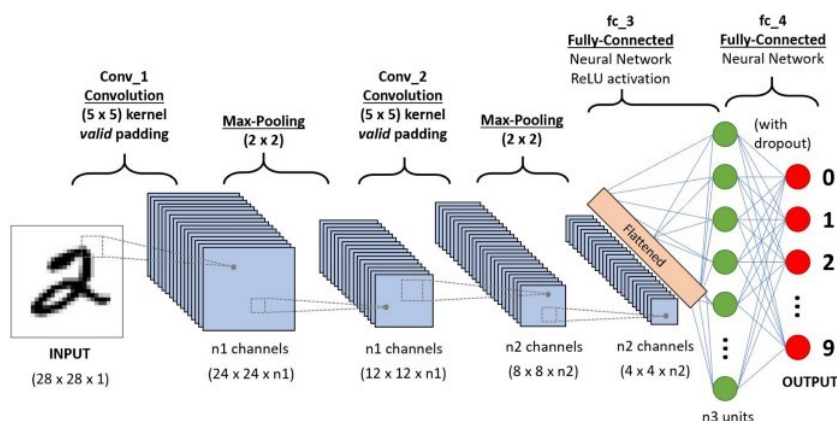 fc_3
Fully-Connected
Neural Network
ReLU activation
fc_4
Fully-Connected
Neural Network
Conv_1
Convolution
(5 x 5) kernel
valid padding
Max-Pooling
(2 x 2)
Conv_2
Convolution
(5 x 5) kernel
valid padding
Max-Pooling
(2 x 2)
(with
dropout)
Flattened
0
1
2
9
INPUT
(28 x 28 x 1)
n1 channels
(24 x 24 x n1)
n1 channels
(12 x 12 x n1)
n2 channels
(8 x 8 x n2)
n2 channels
(4 x 4 x n2)
OUTPUT
n3 units
2